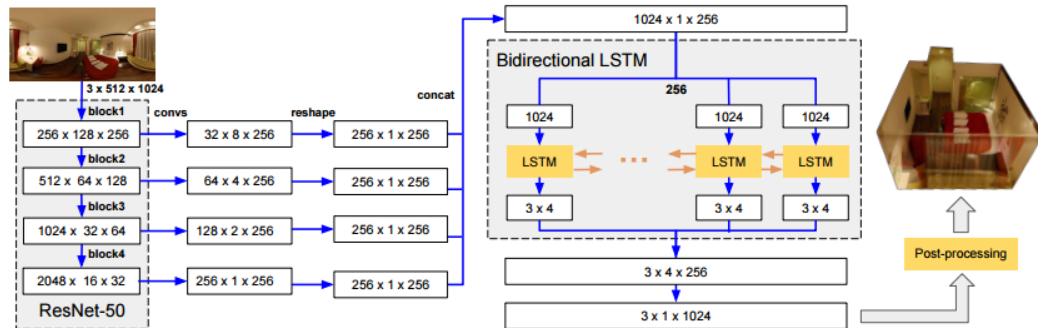 3 x 512 x 1024
block1
256 x 128 x 256
block2
512 x 64 x 128
block3
1024 x 32 x 64
block4
2048 x 16 x 32
ResNet-50
convs
32 x 8 x 256
64 x 4 x 256
128 x 2 x 256
256 x 1 x 256
reshape
256 x 1 x 256
256 x 1 x 256
256 x 1 x 256
256 x 1 x 256
concat
1024 x 1 x 256
Bidirectional LSTM
256
1024
1024
1024
LSTM
LSTM
LSTM
3 x 4
3 x 4
3 x 4
3 x 4 x 256
3 x 1 x 1024
Post-processing